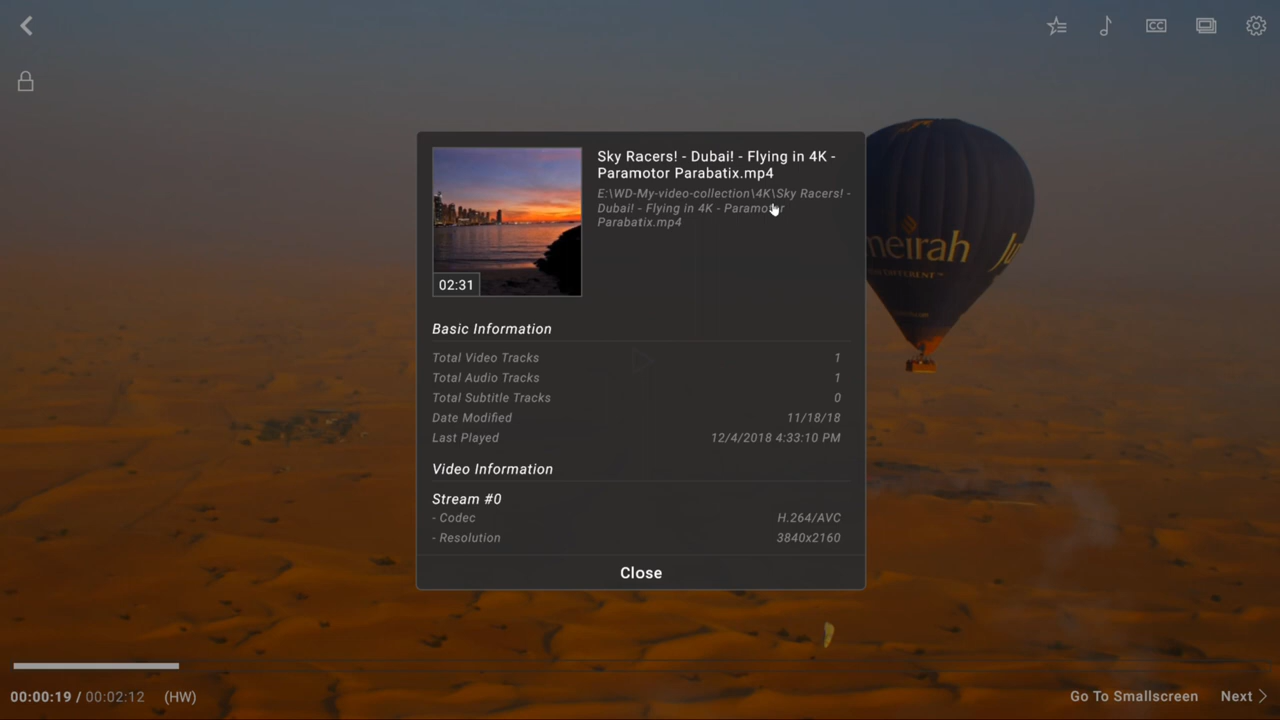 CC
Sky Racers! - Dubai! - Flying in 4K -
Paramotor Parabatix.mp4
E:\WD-My-video-collection\4K\Sky Racers! -
Dubai! - Flying in 4K - Paramotor
Parabatix.mp4
02:31
meirah
Ju
Basic Information
Total Video Tracks 1
Total Audio Tracks 1
Total Subtitle Tracks 0
Date Modified 11/18/18
Last Played 12/4/2018 4:33:10 PM
Video Information
Stream #0
- Codec H.264/AVC
- Resolution 3840x2160
Close
00:00:19 / 00:02:12 (HW)
Go To Smallscreen Next